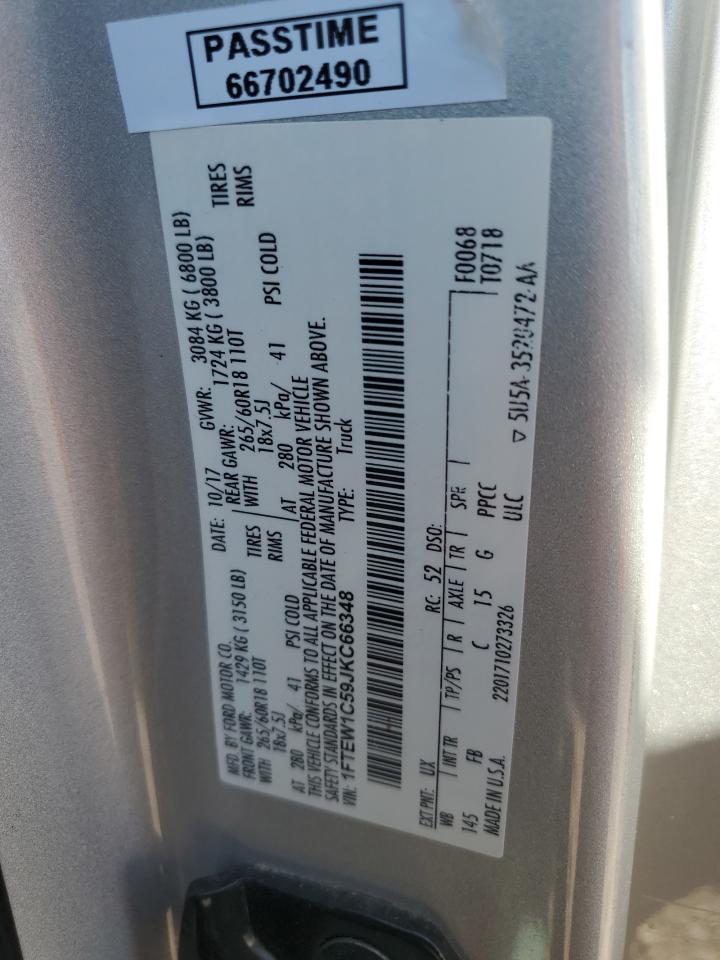 PASSTIME
66702490
MFD. BY FORD MOTOR CO.
DATE: 10/17 GVWR: 3084 KG ( 6800 LB)
FRONT GAWR: 1429 KG ( 3150 LB) REAR GAWR: 1724 KG ( 3800 LB)
WITH 265/60R18 110T TIRES WITH 265/60R18 110T TIRES
18x7.5J RIMS 18x7.5J RIMS
AT 280 kPa/ 41 PSI COLD AT 280 kPa/ 41 PSI COLD
THIS VEHICLE CONFORMS TO ALL APPLICABLE FEDERAL MOTOR VEHICLE
SAFETY STANDARDS IN EFFECT ON THE DATE OF MANUFACTURE SHOWN ABOVE.
VIN: 1FTEW1C59JKC66348 TYPE: Truck
EXT PNT: UX RC: 52 DSO:
WB INT TR TP/PS R AXLE TR SPR F0068
145 FB C 15 G PPCC T0718
MADE IN U.S.A. 2201710273326 ULC